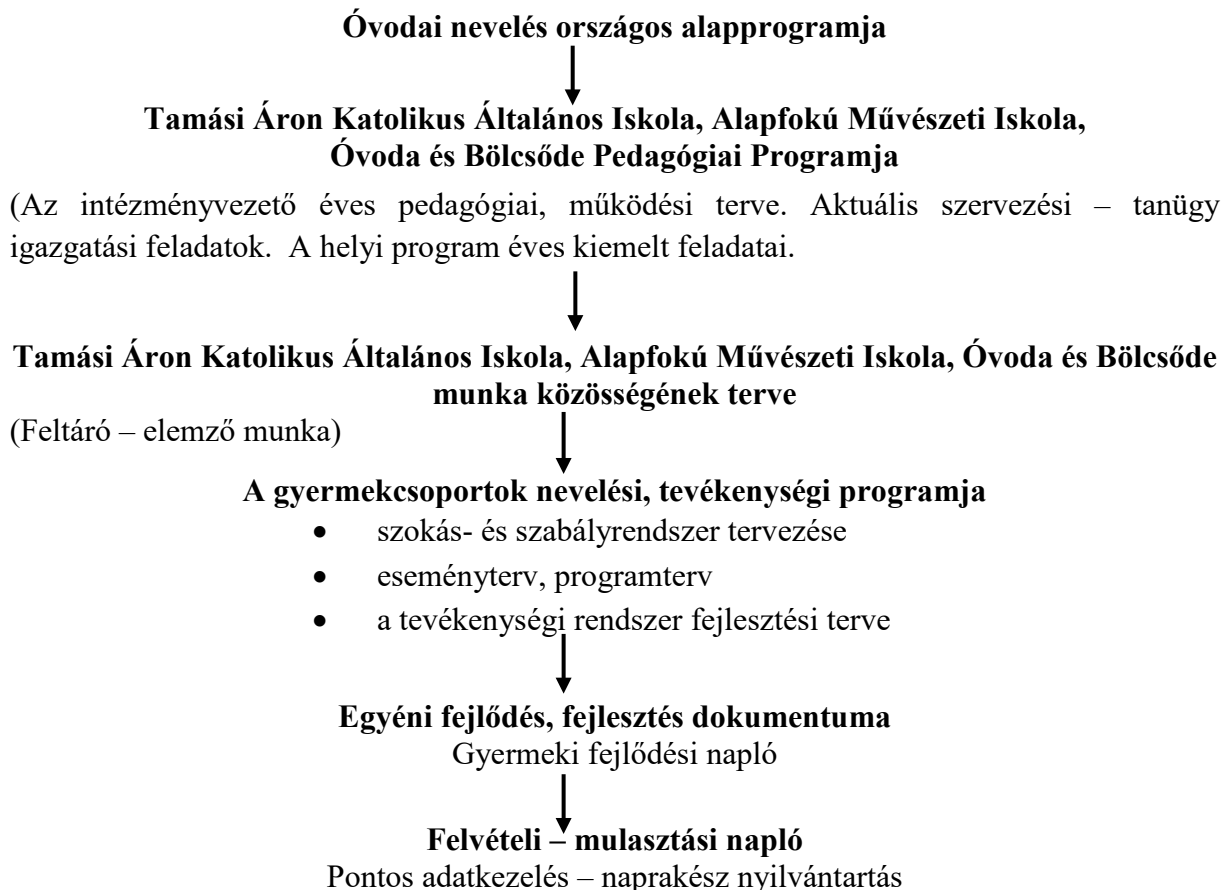 Óvodai nevelés országos alapprogramja
Tamási Áron Katolikus Általános Iskola, Alapfokú Művészeti Iskola,
Óvoda és Bölcsőde Pedagógiai Programja
(Az intézményvezető éves pedagógiai, működési terve. Aktuális szervezési – tanügy
igazgatási feladatok. A helyi program éves kiemelt feladatai.
Tamási Áron Katolikus Általános Iskola, Alapfokú Művészeti Iskola, Óvoda és Bölcsőde
munka közösségének terve
(Feltáró – elemző munka)
A gyermekcsoportok nevelési, tevékenységi programja
• szokás- és szabályrendszer tervezése
• eseményterv, programterv
• a tevékenységi rendszer fejlesztési terve
Egyéni fejlődés, fejlesztés dokumentuma
Gyermeki fejlődési napló
Felvételi – mulasztási napló
Pontos adatkezelés – naprakész nyilvántartás